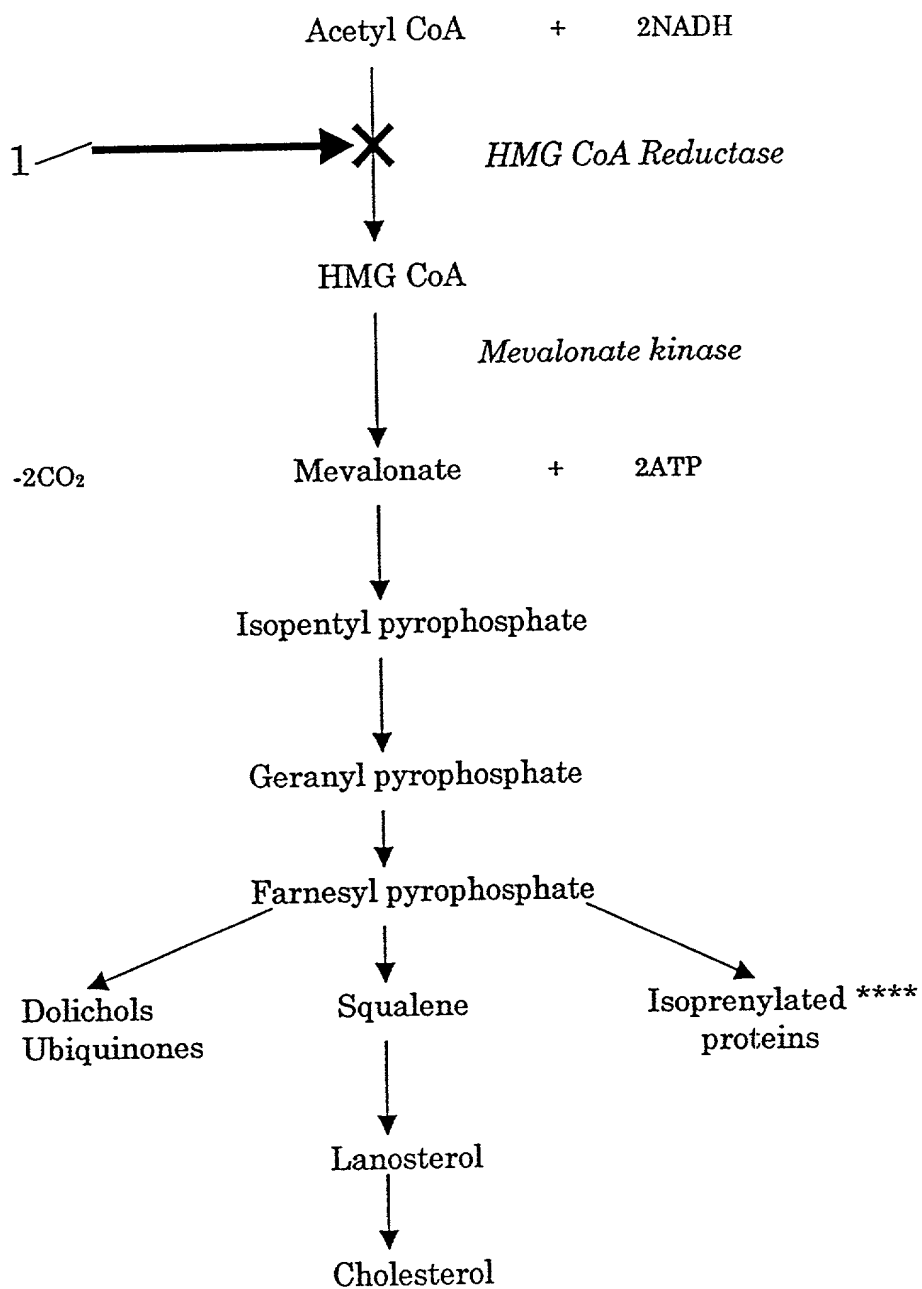 Acetyl CoA + 2NADH
1
HMG CoA Reductase
HMG CoA
Mevalonate kinase
-2CO₂ Mevalonate + 2ATP
Isopentyl pyrophosphate
Geranyl pyrophosphate
Farnesyl pyrophosphate
Dolichols
Ubiquinones
Squalene
Isoprenylated ****
proteins
Lanosterol
Cholesterol